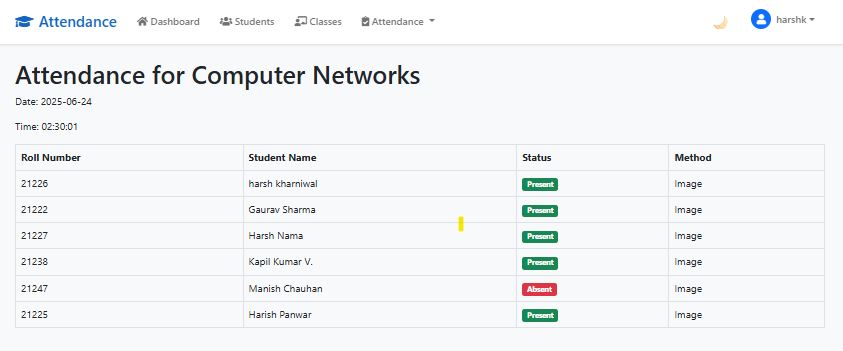 Attendance Dashboard Students Classes Attendance harshk
Attendance for Computer Networks
Date: 2025-06-24
Time: 02:30:01
Roll Number Student Name Status Method
21226 harsh kharniwal Present Image
21222 Gaurav Sharma Present Image
21227 Harsh Nama Present Image
21238 Kapil Kumar V. Present Image
21247 Manish Chauhan Absent Image
21225 Harish Panwar Present Image